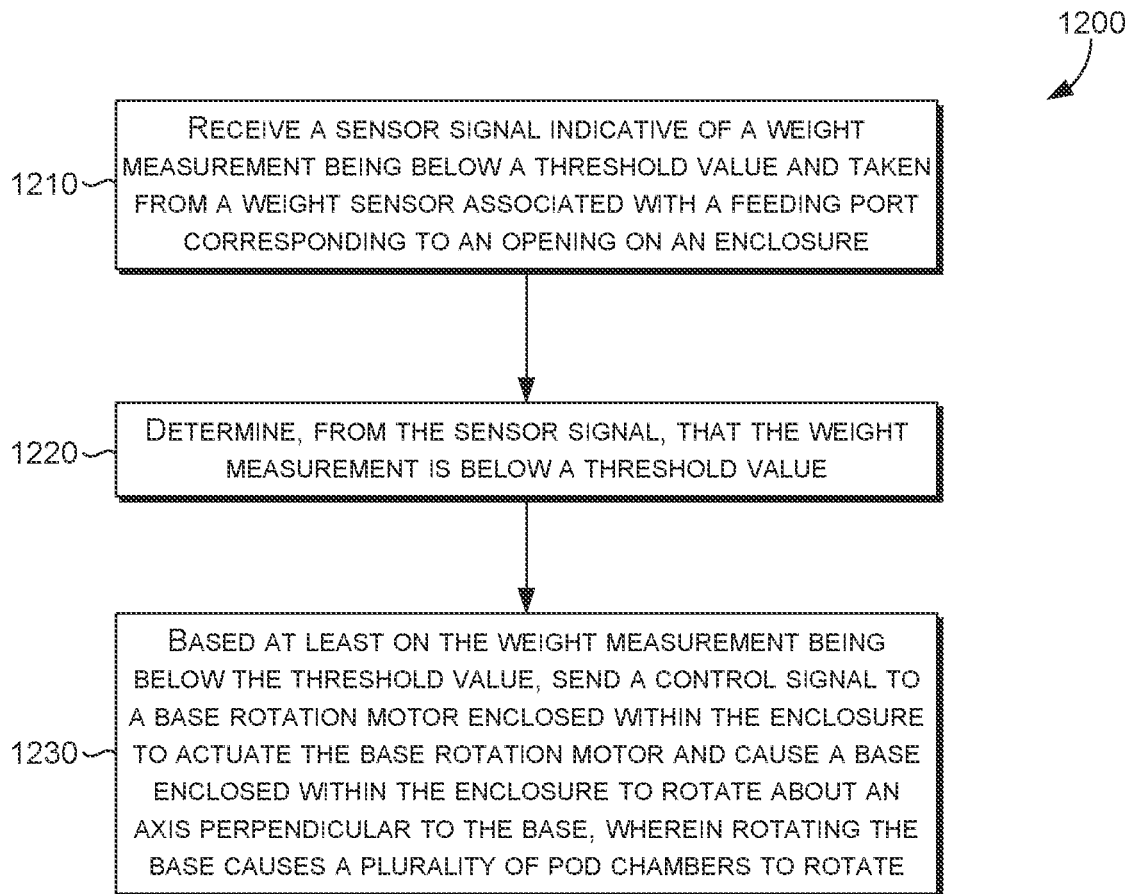 1200
RECEIVE A SENSOR SIGNAL INDICATIVE OF A WEIGHT
MEASUREMENT BEING BELOW A THRESHOLD VALUE AND TAKEN
FROM A WEIGHT SENSOR ASSOCIATED WITH A FEEDING PORT
CORRESPONDING TO AN OPENING ON AN ENCLOSURE
1210
DETERMINE, FROM THE SENSOR SIGNAL, THAT THE WEIGHT
MEASUREMENT IS BELOW A THRESHOLD VALUE
1220
BASED AT LEAST ON THE WEIGHT MEASUREMENT BEING
BELOW THE THRESHOLD VALUE, SEND A CONTROL SIGNAL TO
A BASE ROTATION MOTOR ENCLOSED WITHIN THE ENCLOSURE
TO ACTUATE THE BASE ROTATION MOTOR AND CAUSE A BASE
ENCLOSED WITHIN THE ENCLOSURE TO ROTATE ABOUT AN
AXIS PERPENDICULAR TO THE BASE, WHEREIN ROTATING THE
BASE CAUSES A PLURALITY OF POD CHAMBERS TO ROTATE
1230